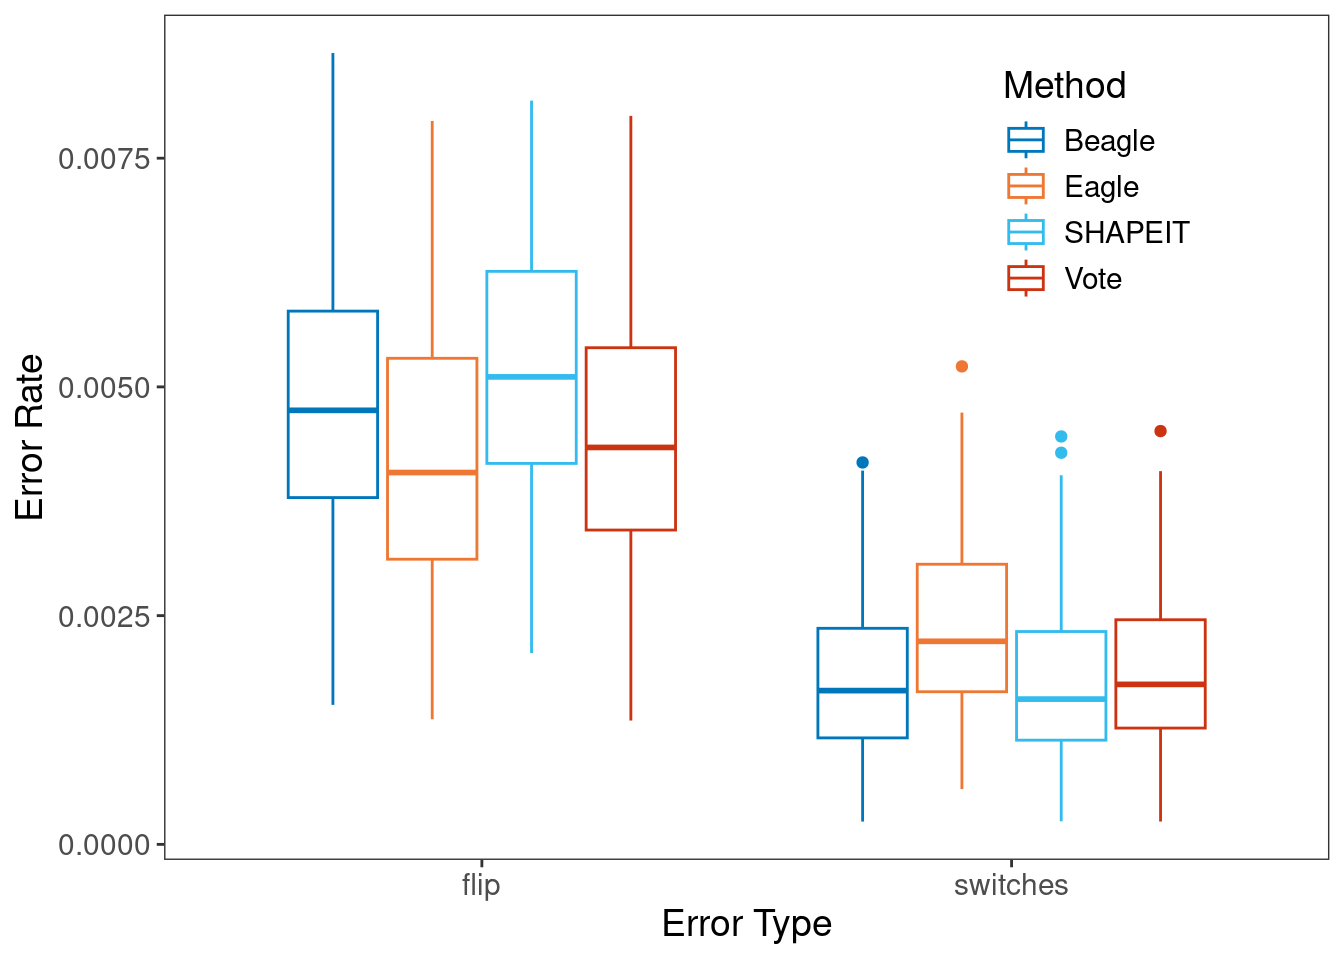 Method
Beagle
Eagle
SHAPEIT
Vote
Error Rate
0.0075
0.0050
0.0025
0.0000
flip
switches
Error Type